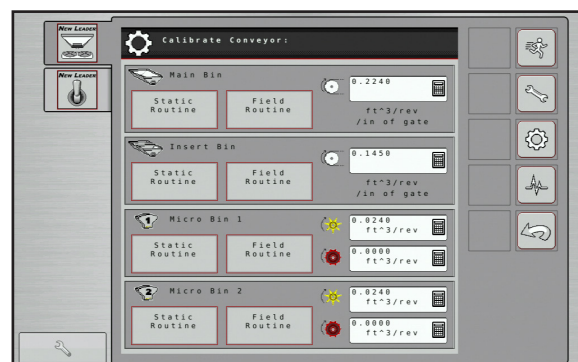 NEW LEADER
NEW LEADER
Calibrate Conveyor:
Main Bin
Static Routine
Field Routine
0.2240
ft^3/rev
/in of gate
Insert Bin
Static Routine
Field Routine
0.1450
ft^3/rev
/in of gate
1
Micro Bin 1
Static Routine
Field Routine
0.0240
ft^3/rev
0.0000
ft^3/rev
2
Micro Bin 2
Static Routine
Field Routine
0.0240
ft^3/rev
0.0000
ft^3/rev